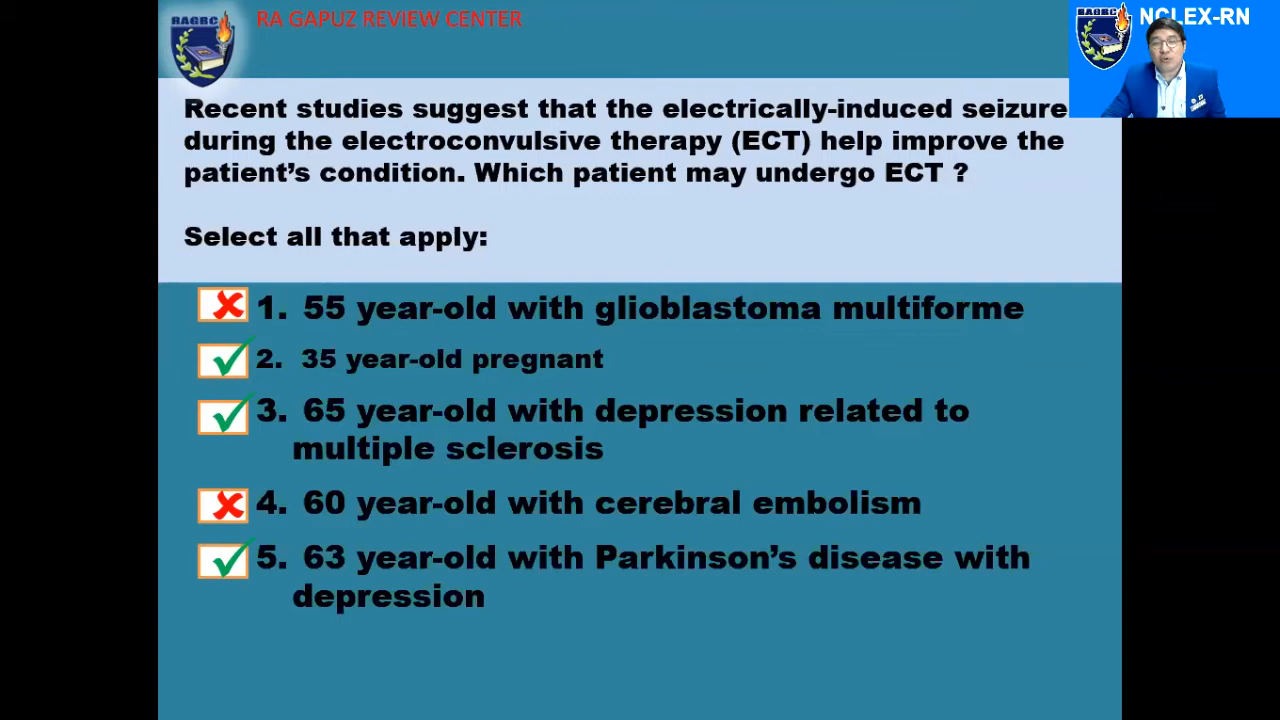 RAGBC
RA GAPUZ REVIEW CENTER
RAGBC
NCLEX-RN
Recent studies suggest that the electrically-induced seizure
during the electroconvulsive therapy (ECT) help improve the
patient’s condition. Which patient may undergo ECT ?
Select all that apply:
1. 55 year-old with glioblastoma multiforme
2. 35 year-old pregnant
3. 65 year-old with depression related to
multiple sclerosis
4. 60 year-old with cerebral embolism
5. 63 year-old with Parkinson’s disease with
depression